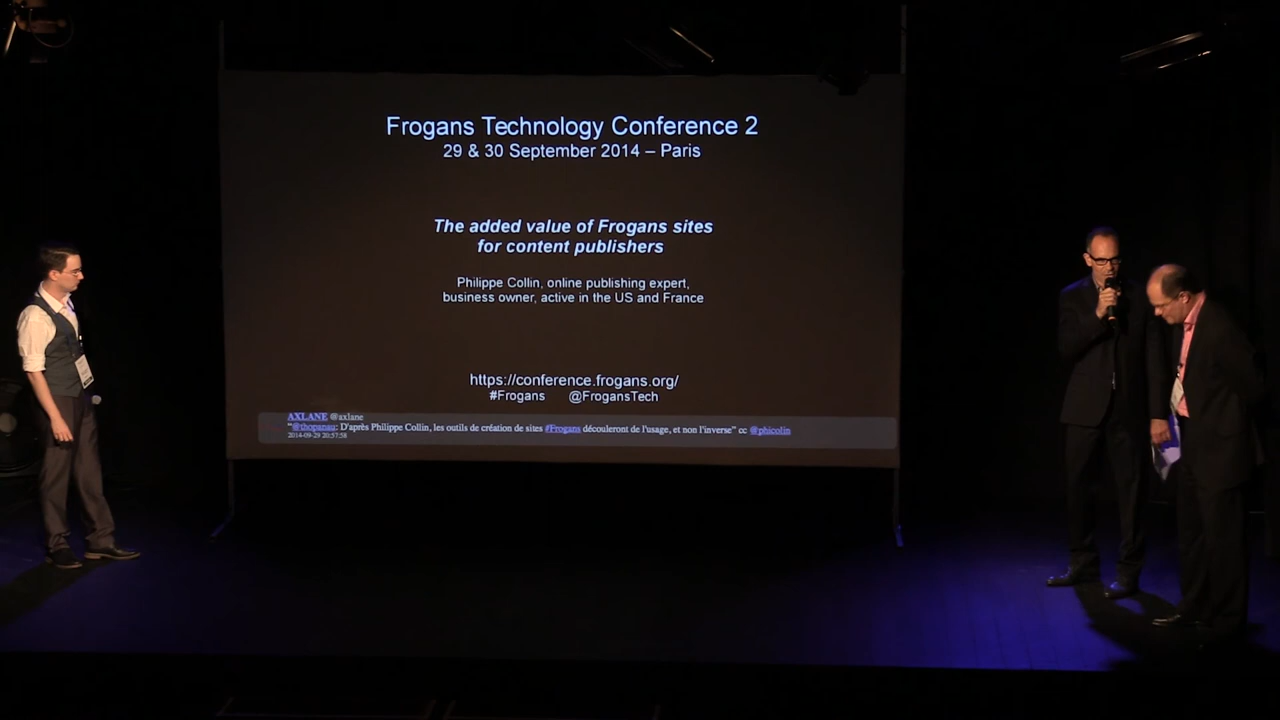 Frogans Technology Conference 2
29 & 30 September 2014 – Paris
The added value of Frogans sites
for content publishers
Philippe Collin, online publishing expert,
business owner, active in the US and France
https://conference.frogans.org/
#Frogans @FrogansTech
AXLANE @axlane
"@thopanau: D'après Philippe Collin, les outils de création de sites #Frogans découleront de l'usage, et non l'inverse" cc @phicolin
2014-09-29 20:57:58